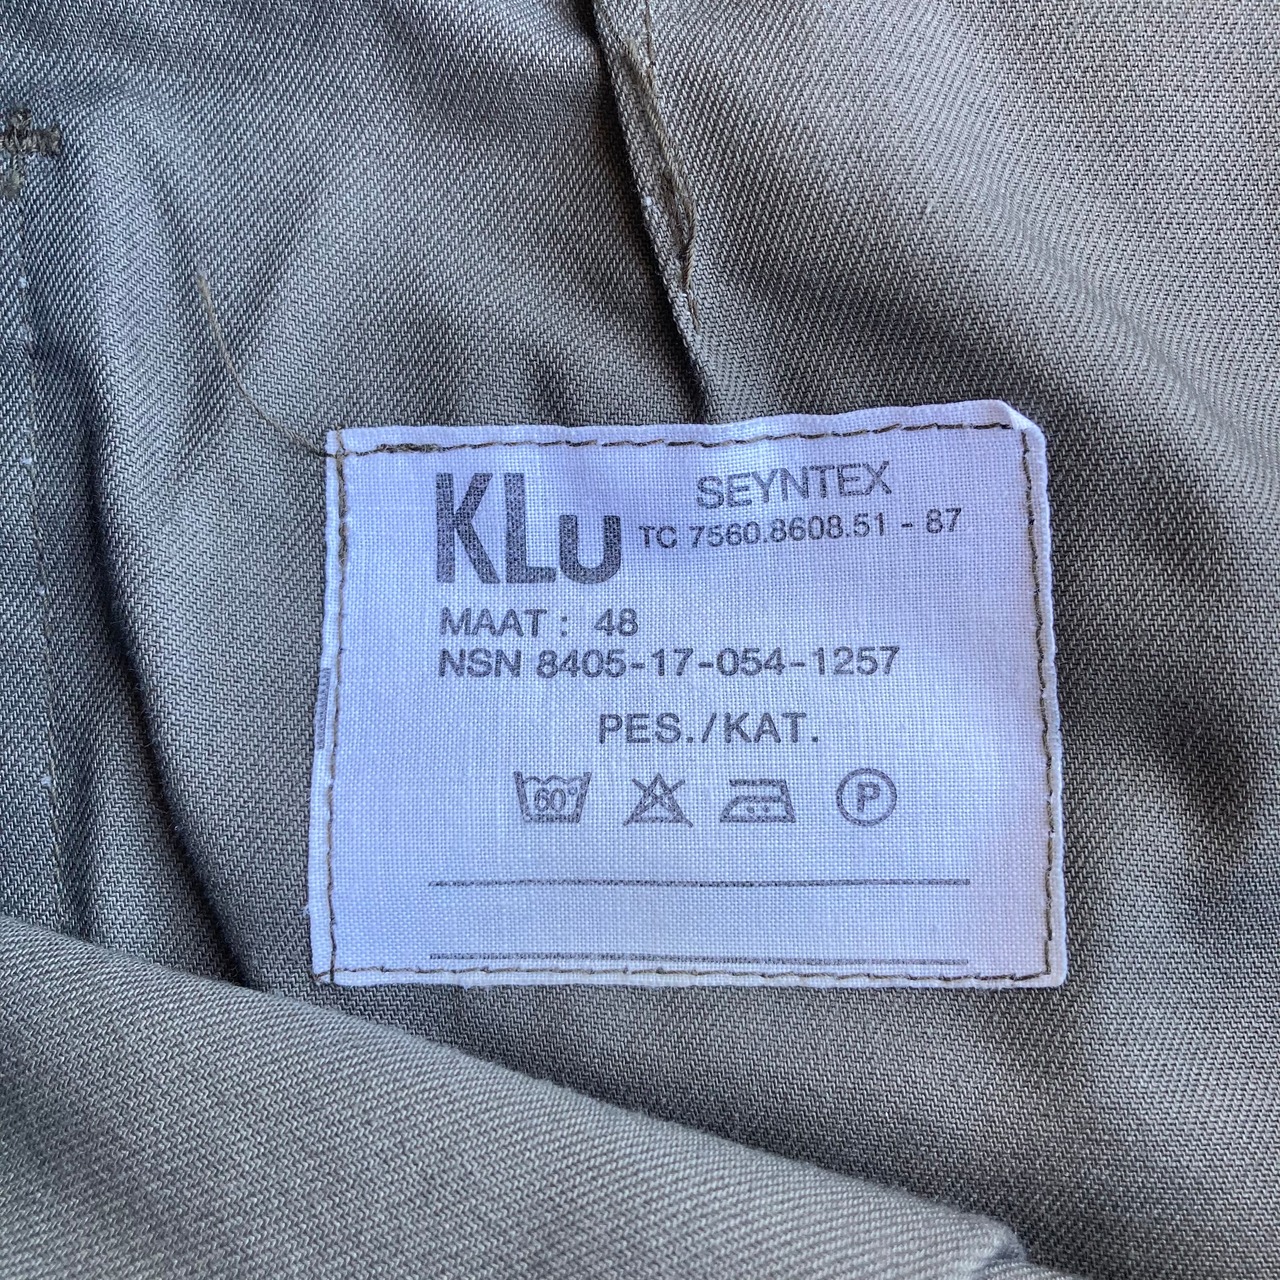 KLu SEYNTEX
TC 7560.8608.51 - 87
MAAT : 48
NSN 8405-17-054-1257
PES./KAT.
60° P